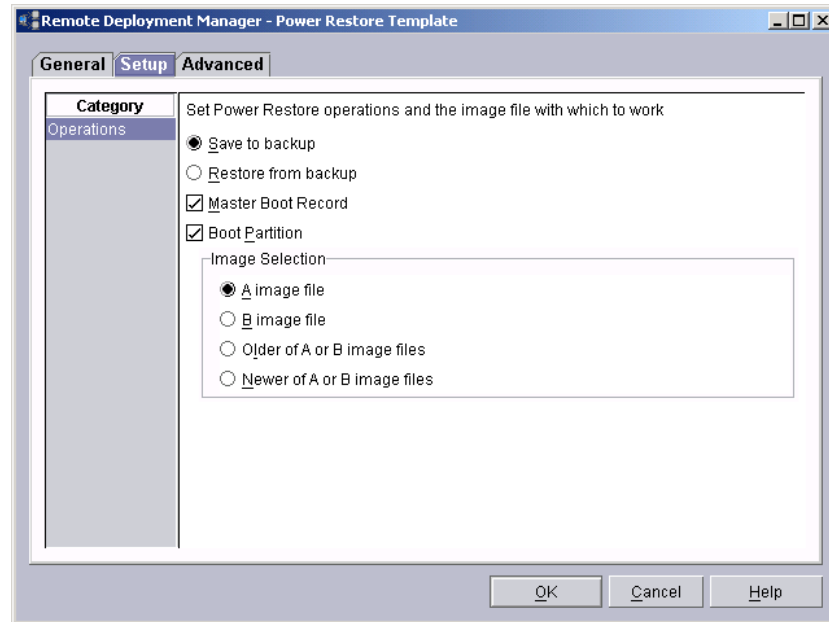 Remote Deployment Manager - Power Restore Template
General Setup Advanced
Category
Operations
Set Power Restore operations and the image file with which to work
Save to backup
Restore from backup
Master Boot Record
Boot Partition
Image Selection
A image file
B image file
Older of A or B image files
Newer of A or B image files
OK Cancel Help